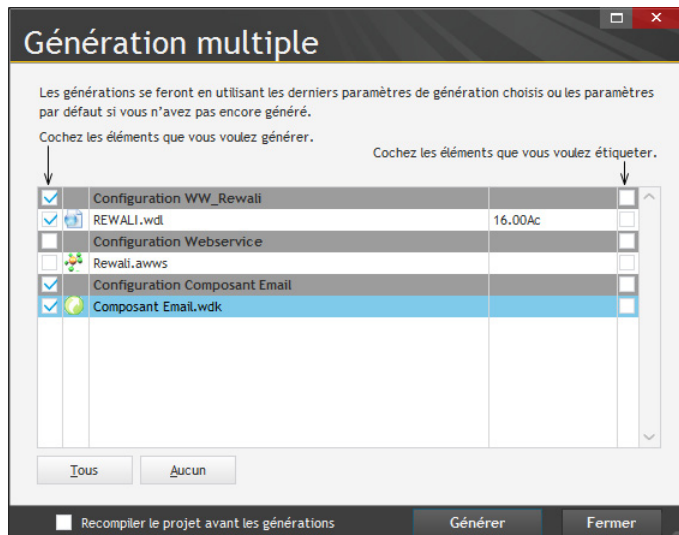 Génération multiple
Les générations se feront en utilisant les derniers paramètres de génération choisis ou les paramètres
par défaut si vous n'avez pas encore généré.
Cochez les éléments que vous voulez générer.
Cochez les éléments que vous voulez étiqueter.
Configuration WW_Rewali
REWALI.wdl 16.00Ac
Configuration Webservice
Rewali.awws
Configuration Composant Email
Composant Email.wdk
Tous Aucun
Recompiler le projet avant les générations Générer Fermer